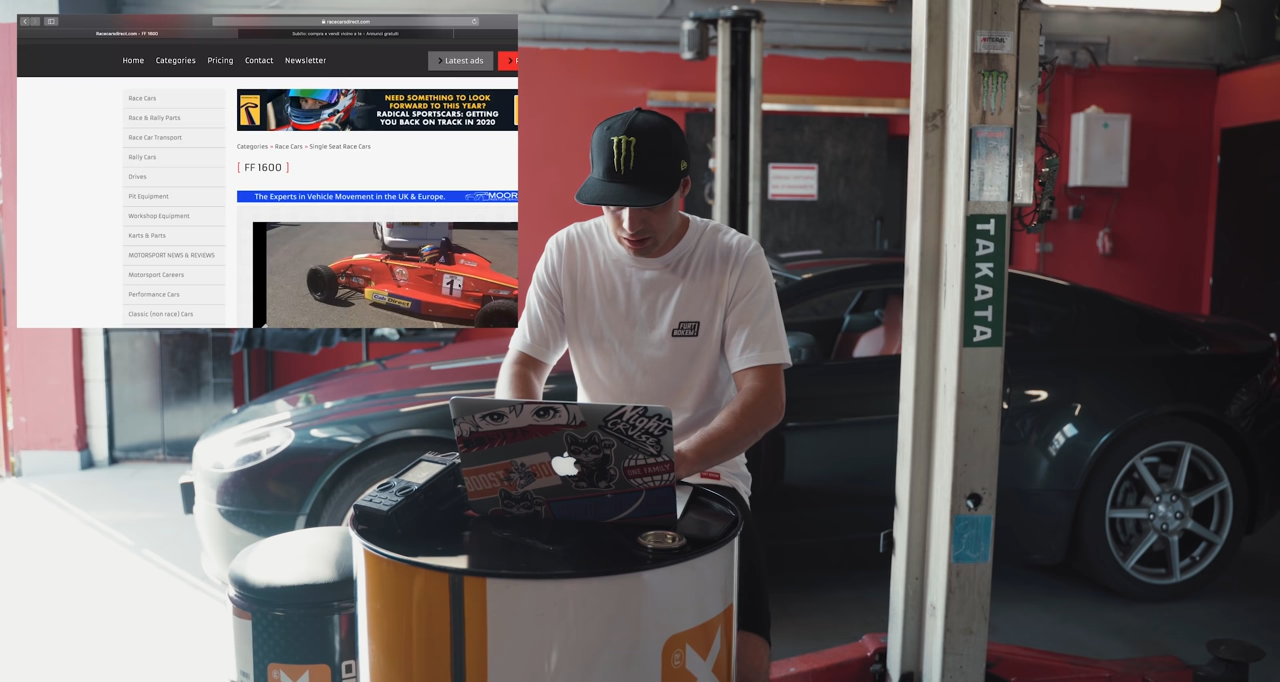 racecarsdirect.com
Racecarsdirect.com - FF 1600
Subito: compra e vendi vicino a te - Annunci gratuiti
Home
Categories
Pricing
Contact
Newsletter
Latest ads
Race Cars
Race & Rally Parts
Race Car Transport
Rally Cars
Drives
Pit Equipment
Workshop Equipment
Karts & Parts
MOTORSPORT NEWS & REVIEWS
Motorsport Careers
Performance Cars
Classic (non race) Cars
NEED SOMETHING TO LOOK
FORWARD TO THIS YEAR?
RADICAL SPORTSCARS: GETTING
YOU BACK ON TRACK IN 2020
Categories » Race Cars » Single Seat Race Cars
[ FF 1600 ]
The Experts in Vehicle Movement in the UK & Europe.
MOOR
1
TAKATA
Night
CRUISE
ONE FAMILY
BOOST